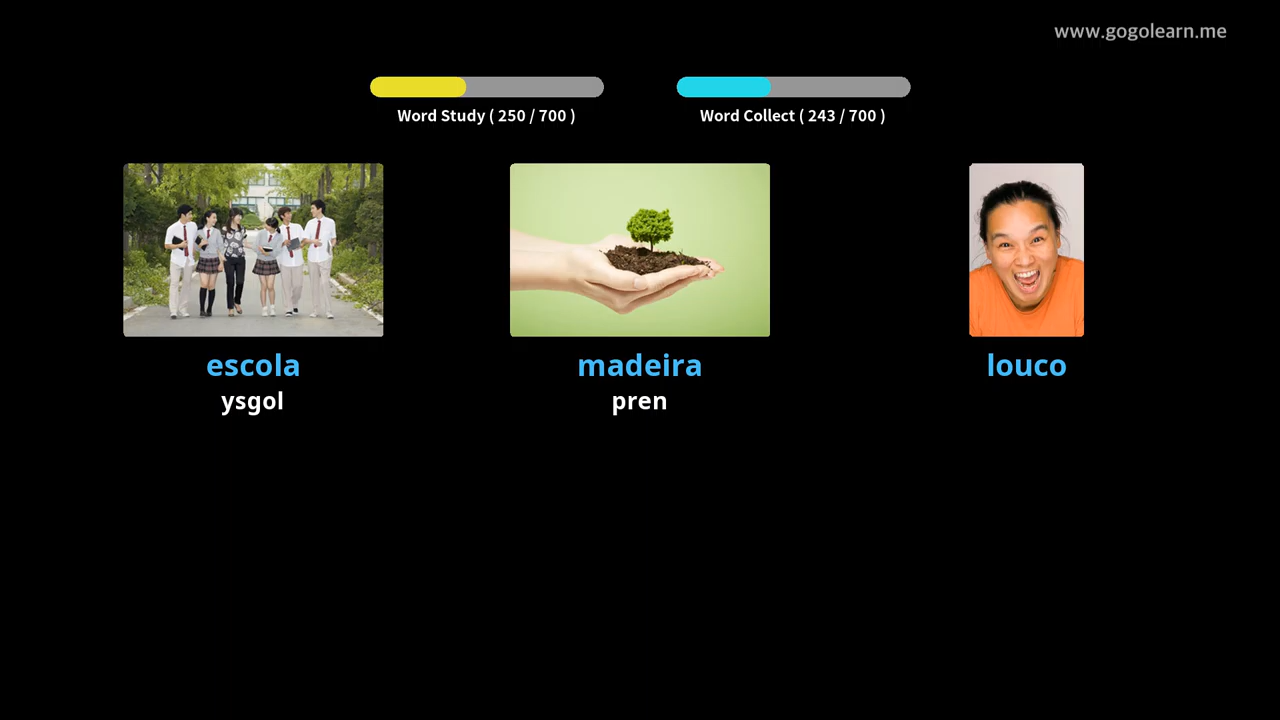 www.gogolearn.me
Word Study ( 250 / 700 )
Word Collect ( 243 / 700 )
escola
ysgol
madeira
pren
louco